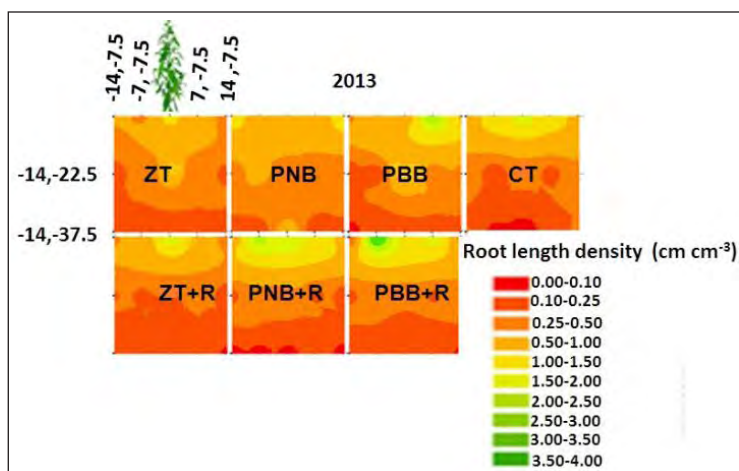 -14,-7.5
-7,-7.5
7,-7.5
14,-7.5
2013
-14,-22.5
ZT
PNB
PBB
CT
-14,-37.5
ZT+R
PNB+R
PBB+R
Root length density (cm cm⁻³)
0.00-0.10
0.10-0.25
0.25-0.50
0.50-1.00
1.00-1.50
1.50-2.00
2.00-2.50
2.50-3.00
3.00-3.50
3.50-4.00